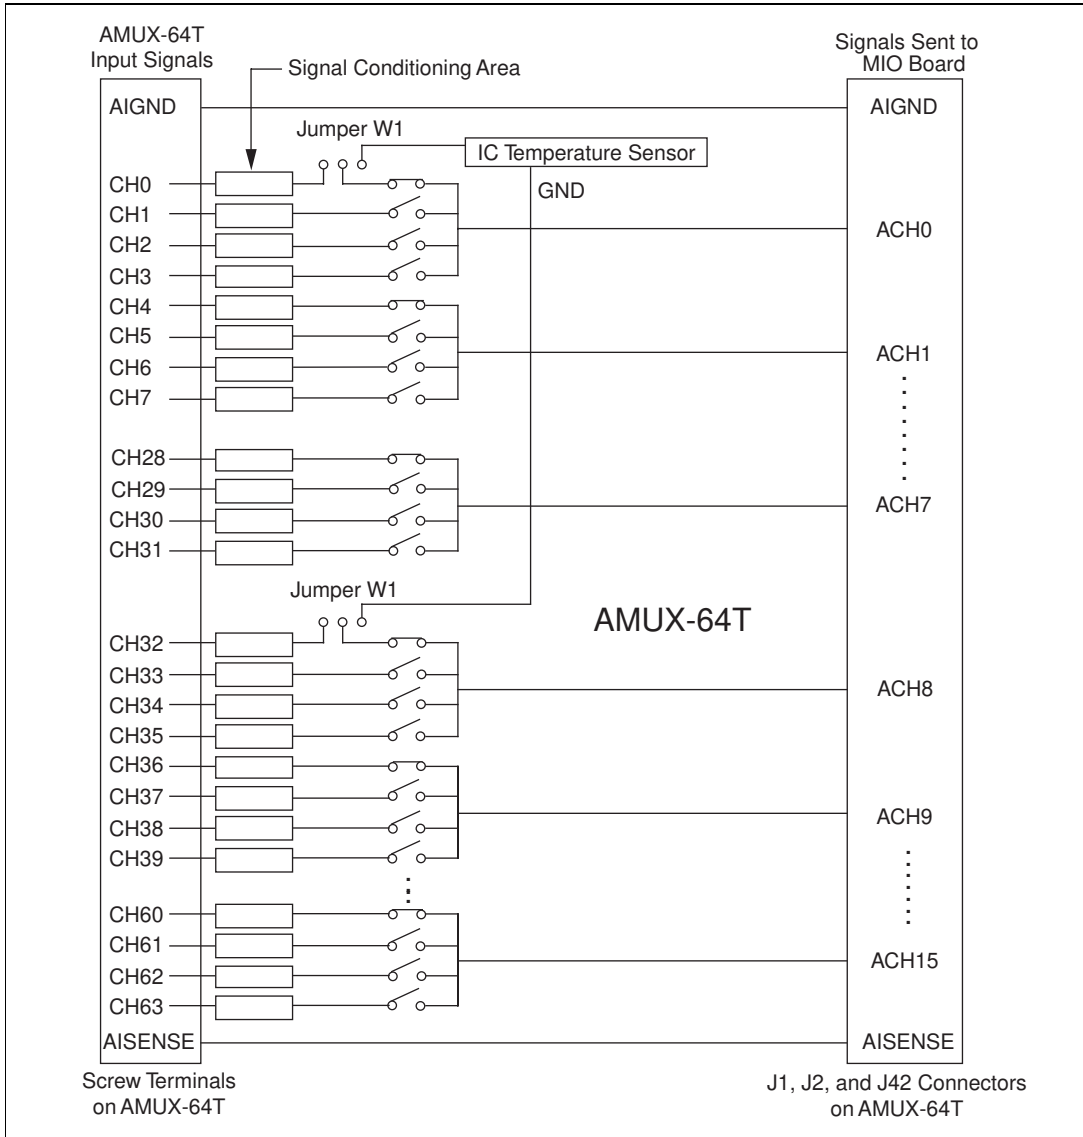 AMUX-64T
Input Signals
Signals Sent to
MIO Board
Signal Conditioning Area
AIGND
AIGND
Jumper W1
IC Temperature Sensor
GND
CH0
CH1
CH2
CH3
ACH0
CH4
CH5
CH6
CH7
ACH1
CH28
CH29
CH30
CH31
ACH7
Jumper W1
AMUX-64T
CH32
CH33
CH34
CH35
ACH8
CH36
CH37
CH38
CH39
ACH9
CH60
CH61
CH62
CH63
ACH15
AISENSE
AISENSE
Screw Terminals
on AMUX-64T
J1, J2, and J42 Connectors
on AMUX-64T